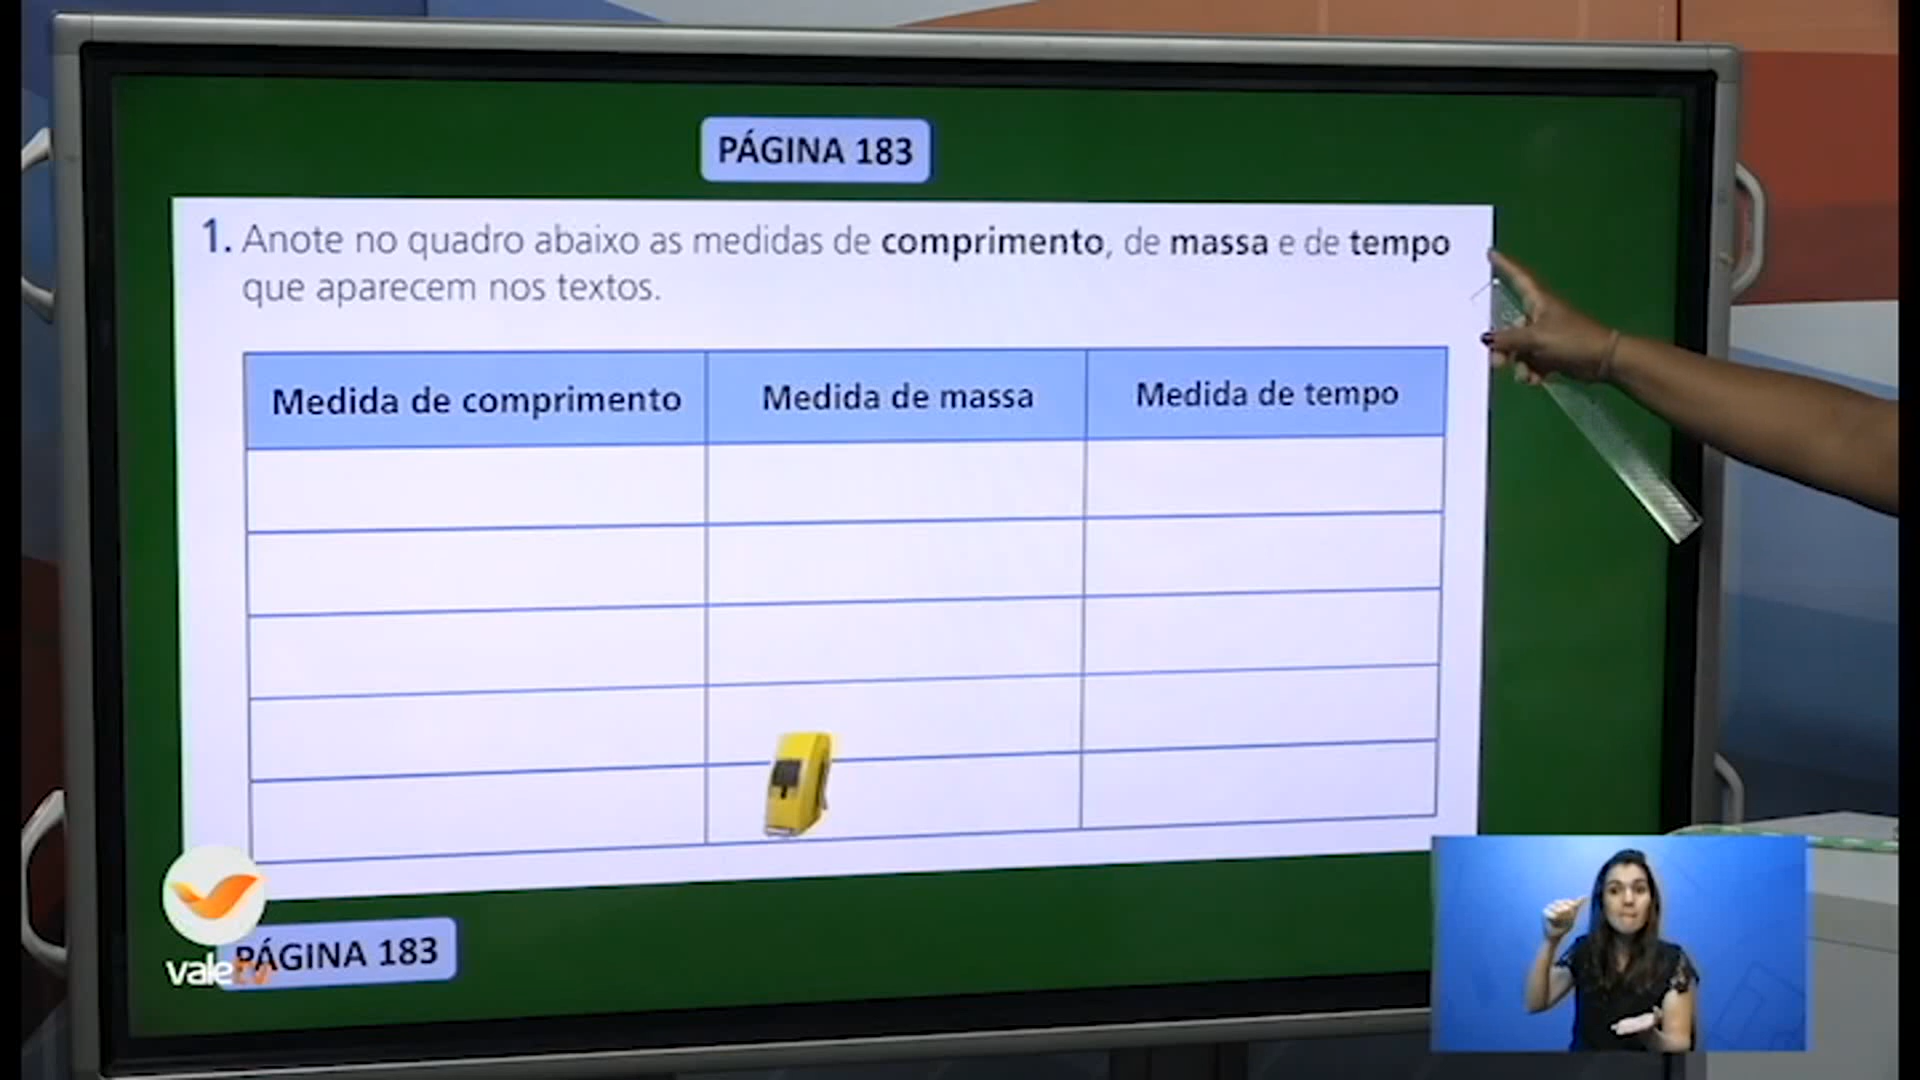 PÁGINA 183
1. Anote no quadro abaixo as medidas de comprimento, de massa e de tempo
que aparecem nos textos.
Medida de comprimento
Medida de massa
Medida de tempo
PÁGINA 183
valetv